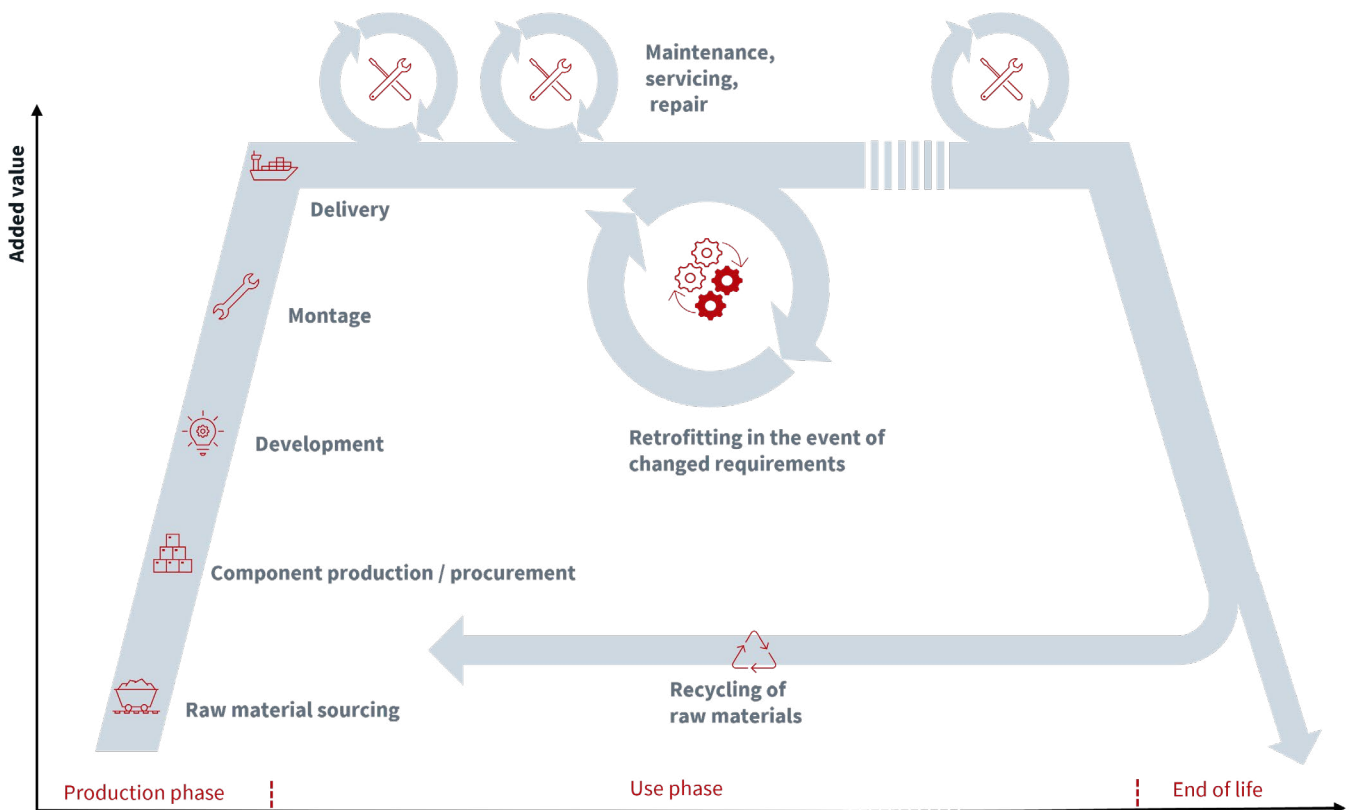 Maintenance,
servicing,
repair
Added value
Delivery
Montage
Development
Retrofitting in the event of
changed requirements
Component production / procurement
Recycling of
raw materials
Raw material sourcing
Production phase
Use phase
End of life